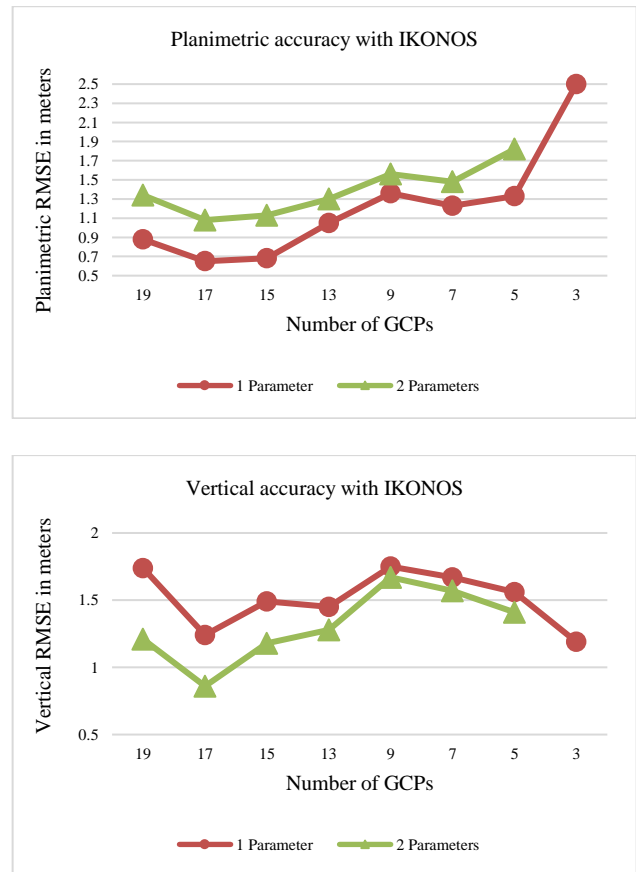 Planimetric accuracy with IKONOS
Planimetric RMSE in meters
2.5
2.3
2.1
1.9
1.7
1.5
1.3
1.1
0.9
0.7
0.5
19 17 15 13 9 7 5 3
Number of GCPs
1 Parameter 2 Parameters
Vertical accuracy with IKONOS
Vertical RMSE in meters
2
1.5
1
0.5
19 17 15 13 9 7 5 3
Number of GCPs
1 Parameter 2 Parameters